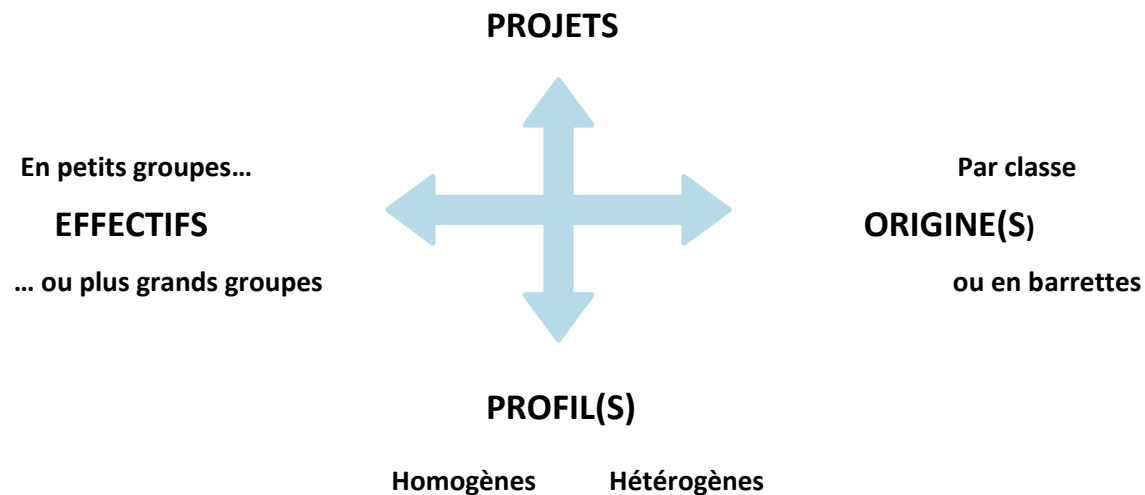 PROJETS
En petits groupes…
EFFECTIFS
… ou plus grands groupes
Par classe
ORIGINE(S)
ou en barrettes
PROFIL(S)
Homogènes Hétérogènes